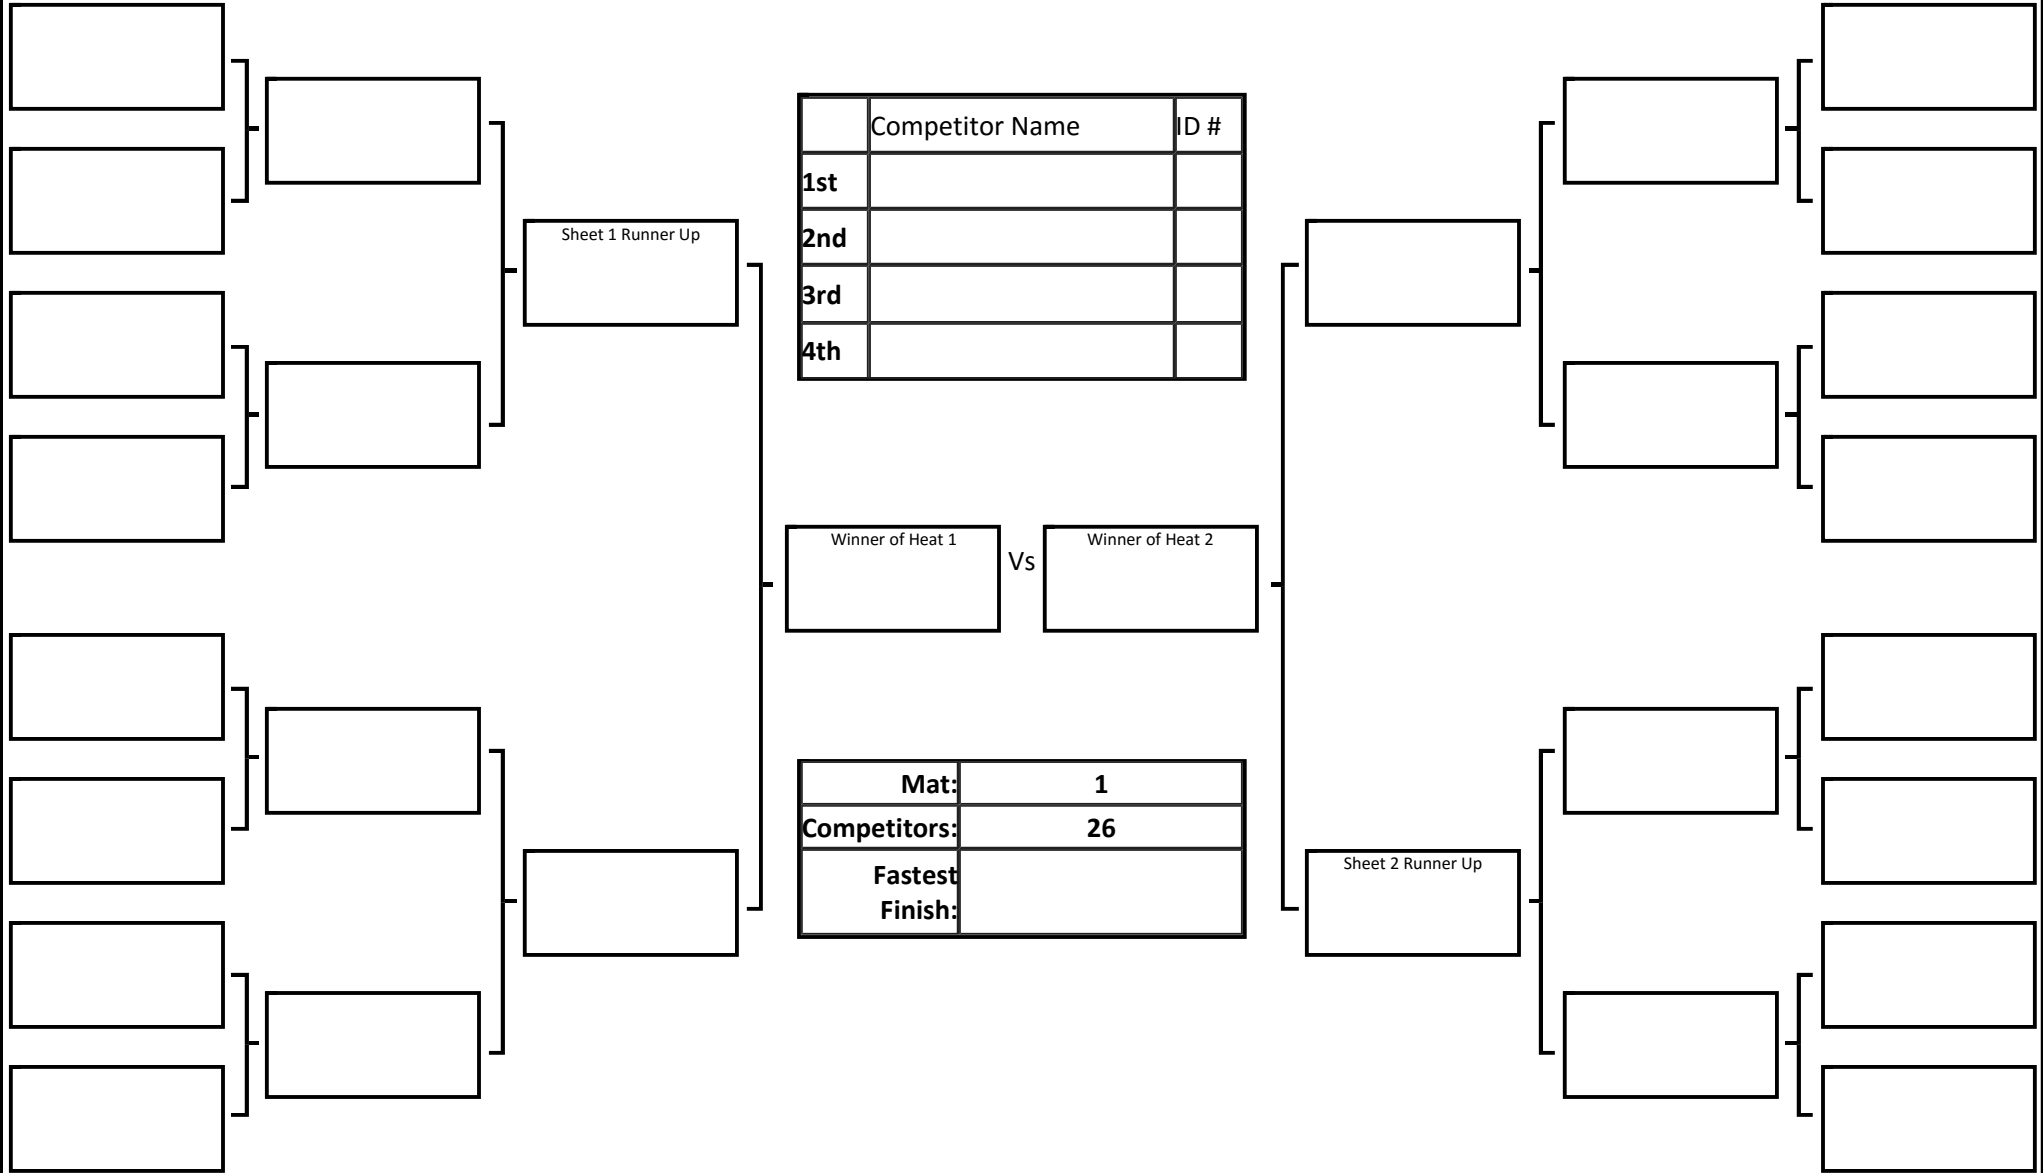 Competitor Name ID #
1st
2nd
3rd
4th
Sheet 1 Runner Up
Winner of Heat 1
Vs
Winner of Heat 2
Mat: 1
Competitors: 26
Fastest
Finish:
Sheet 2 Runner Up